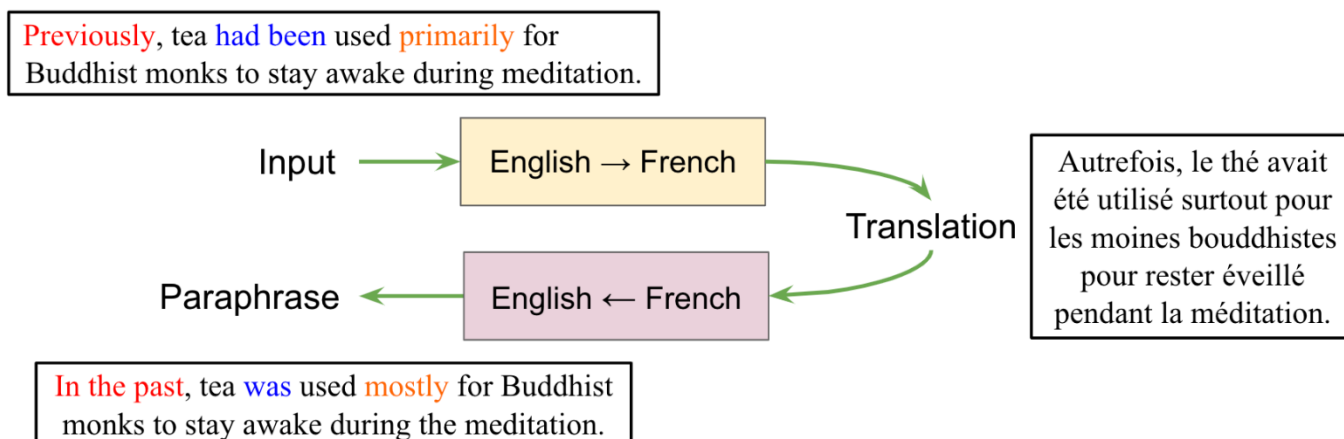 Previously, tea had been used primarily for
Buddhist monks to stay awake during meditation.
Input
English → French
Translation
Autrefois, le thé avait
été utilisé surtout pour
les moines bouddhistes
pour rester éveillé
pendant la méditation.
Paraphrase
English ← French
In the past, tea was used mostly for Buddhist
monks to stay awake during the meditation.